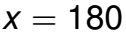 x = 180